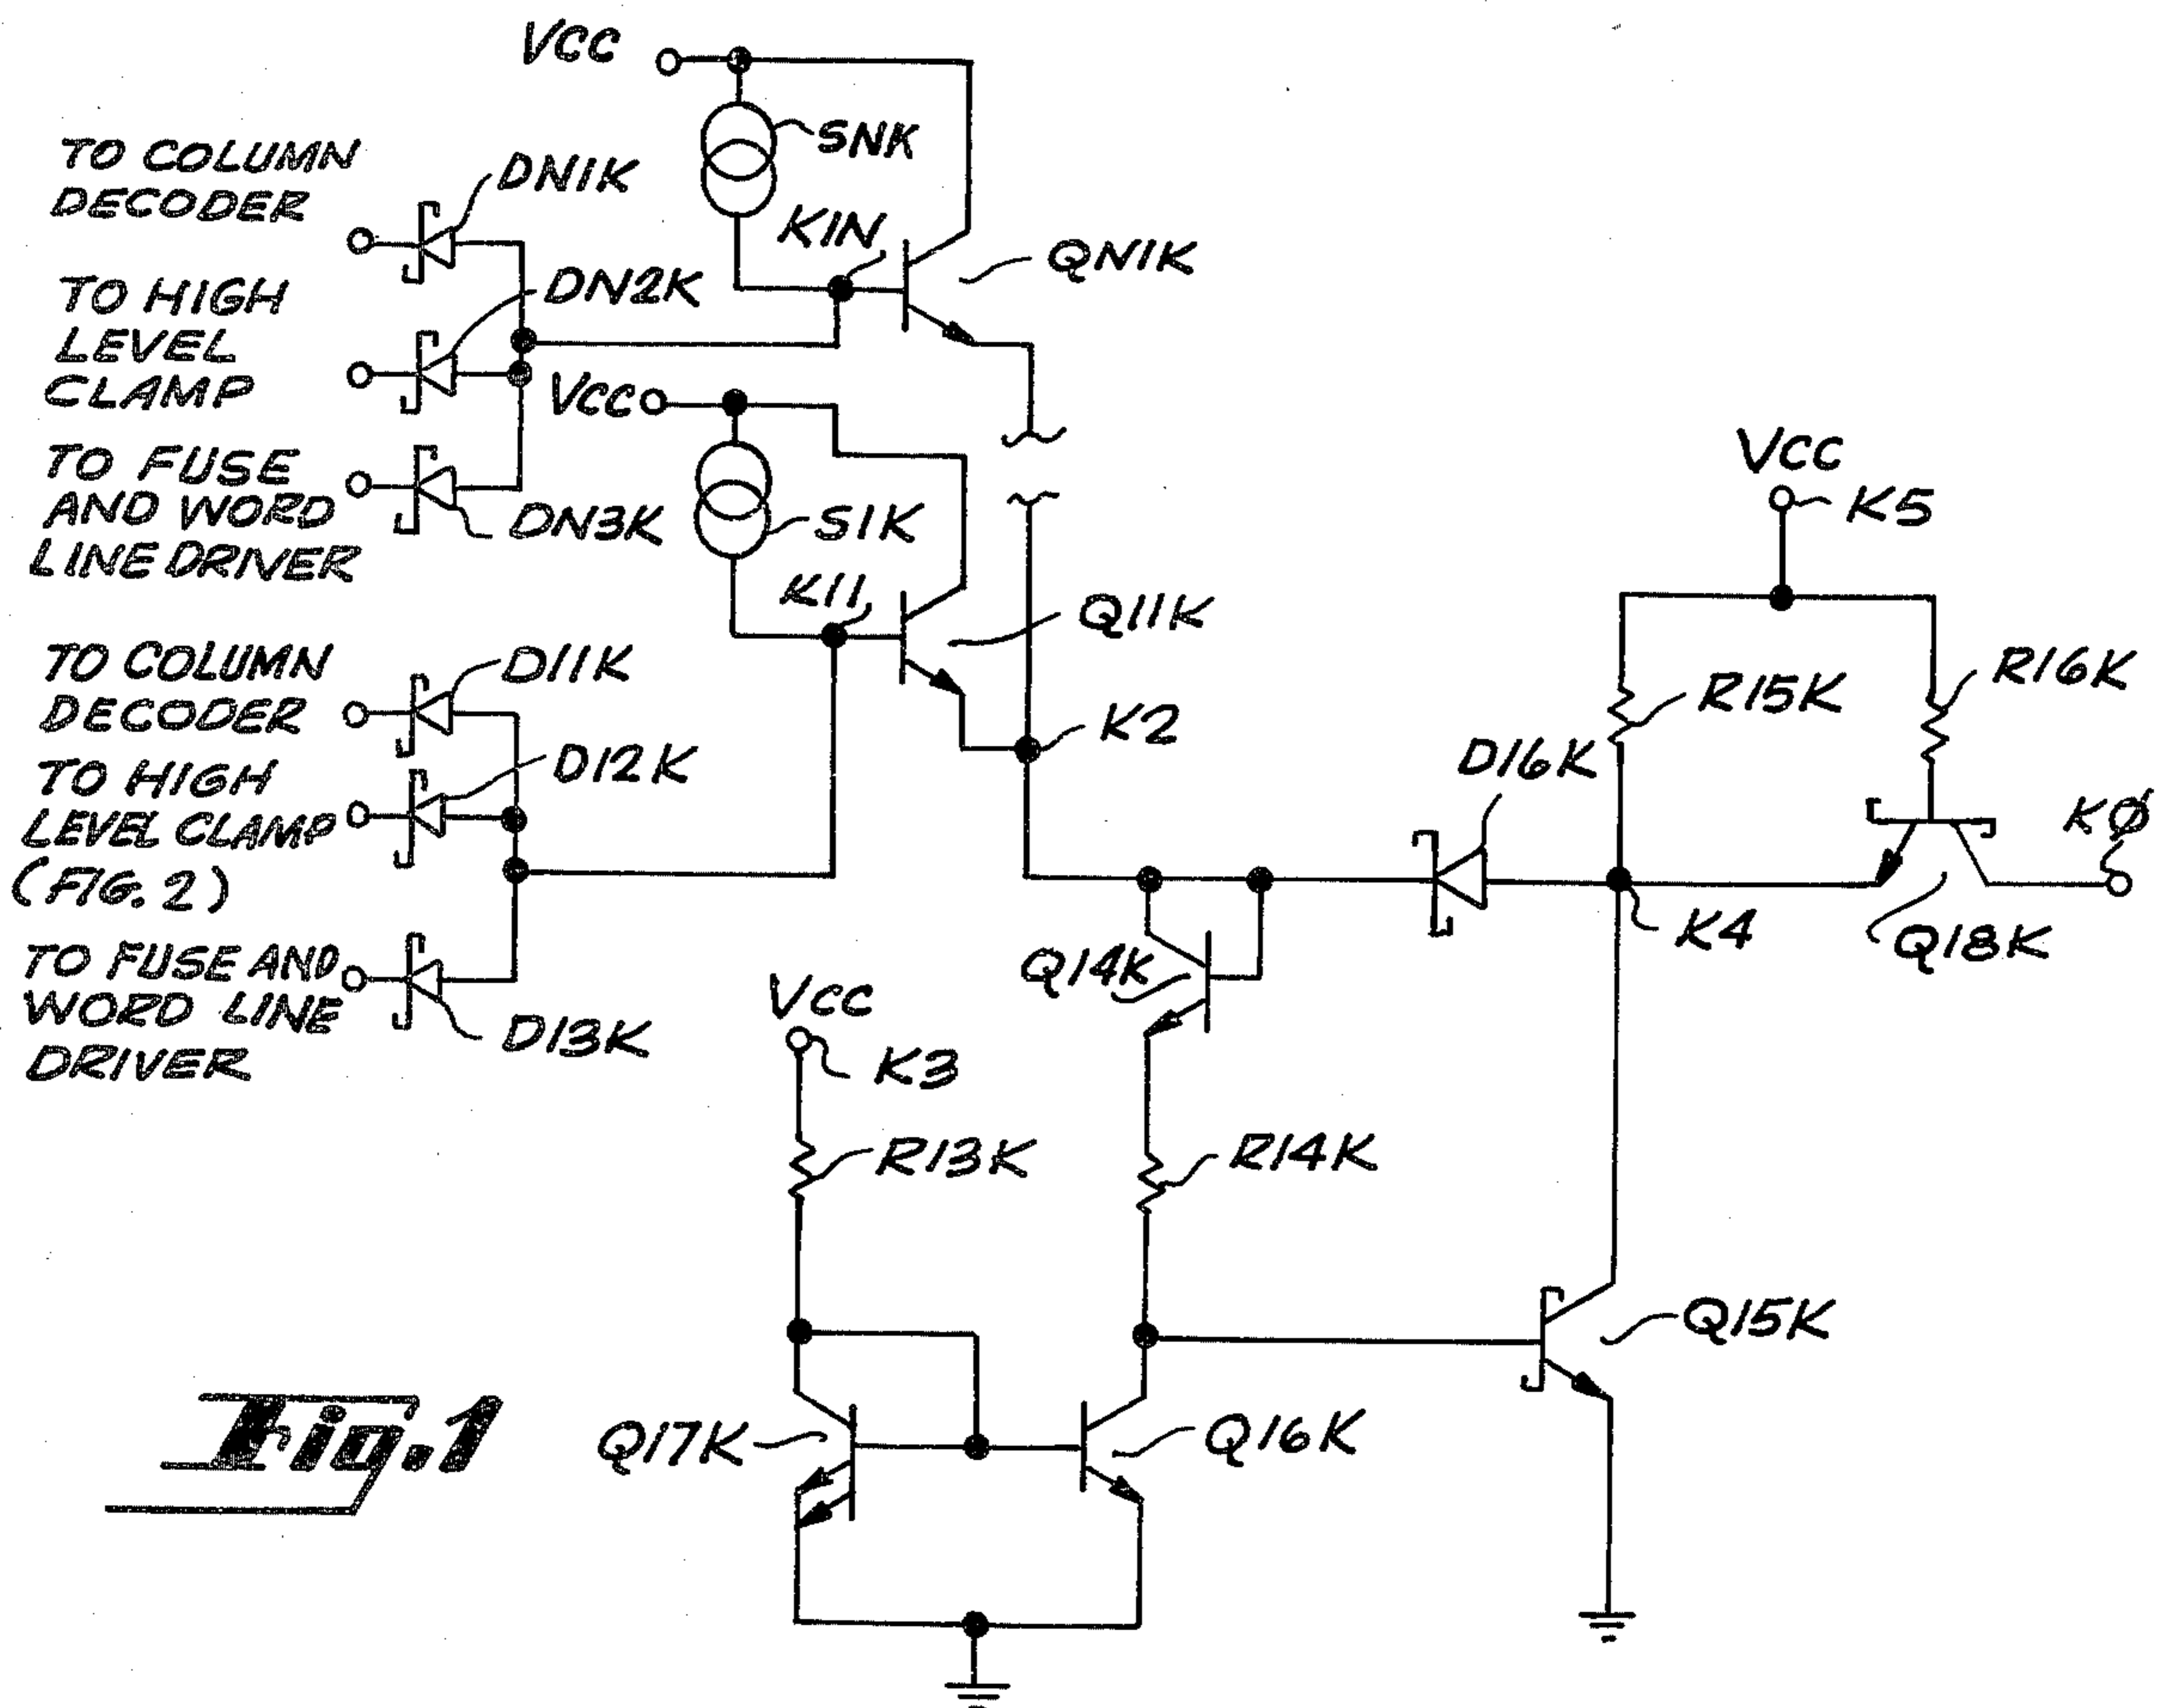 VCC
SNK
TO COLUMN
DECODER
DN1K
K1N
QN1K
TO HIGH
LEVEL
CLAMP
DN2K
VCC
TO FUSE
AND WORD
LINE DRIVER
DN3K
S1K
VCC
K5
K11
Q11K
TO COLUMN
DECODER
D11K
R15K
R16K
K2
D16K
TO HIGH
LEVEL CLAMP
(FIG. 2)
D12K
KØ
K4
Q18K
Q14K
TO FUSE AND
WORD LINE
DRIVER
D13K
VCC
K3
R13K
R14K
Q15K
Q17K
Q16K
Fig. 1